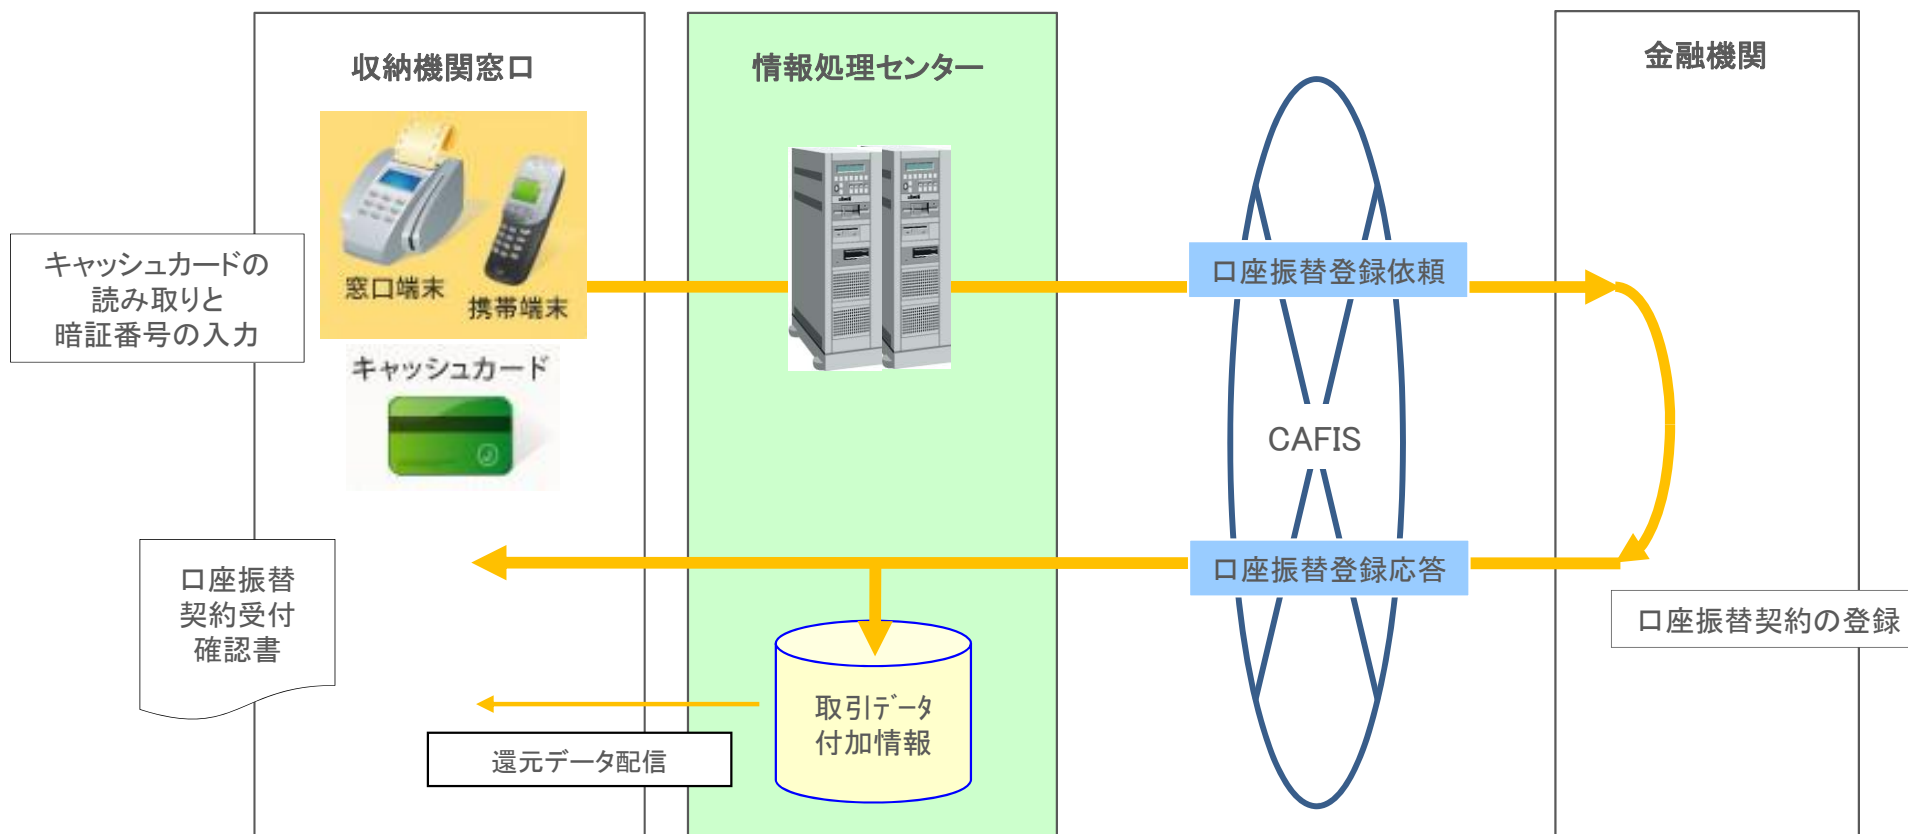 収納機関窓口
情報処理センター
金融機関
窓口端末
携帯端末
キャッシュカードの
読み取りと
暗証番号の入力
キャッシュカード
口座振替登録依頼
CAFIS
口座振替登録応答
口座振替
契約受付
確認書
口座振替契約の登録
取引ﾃﾞｰﾀ
付加情報
還元データ配信